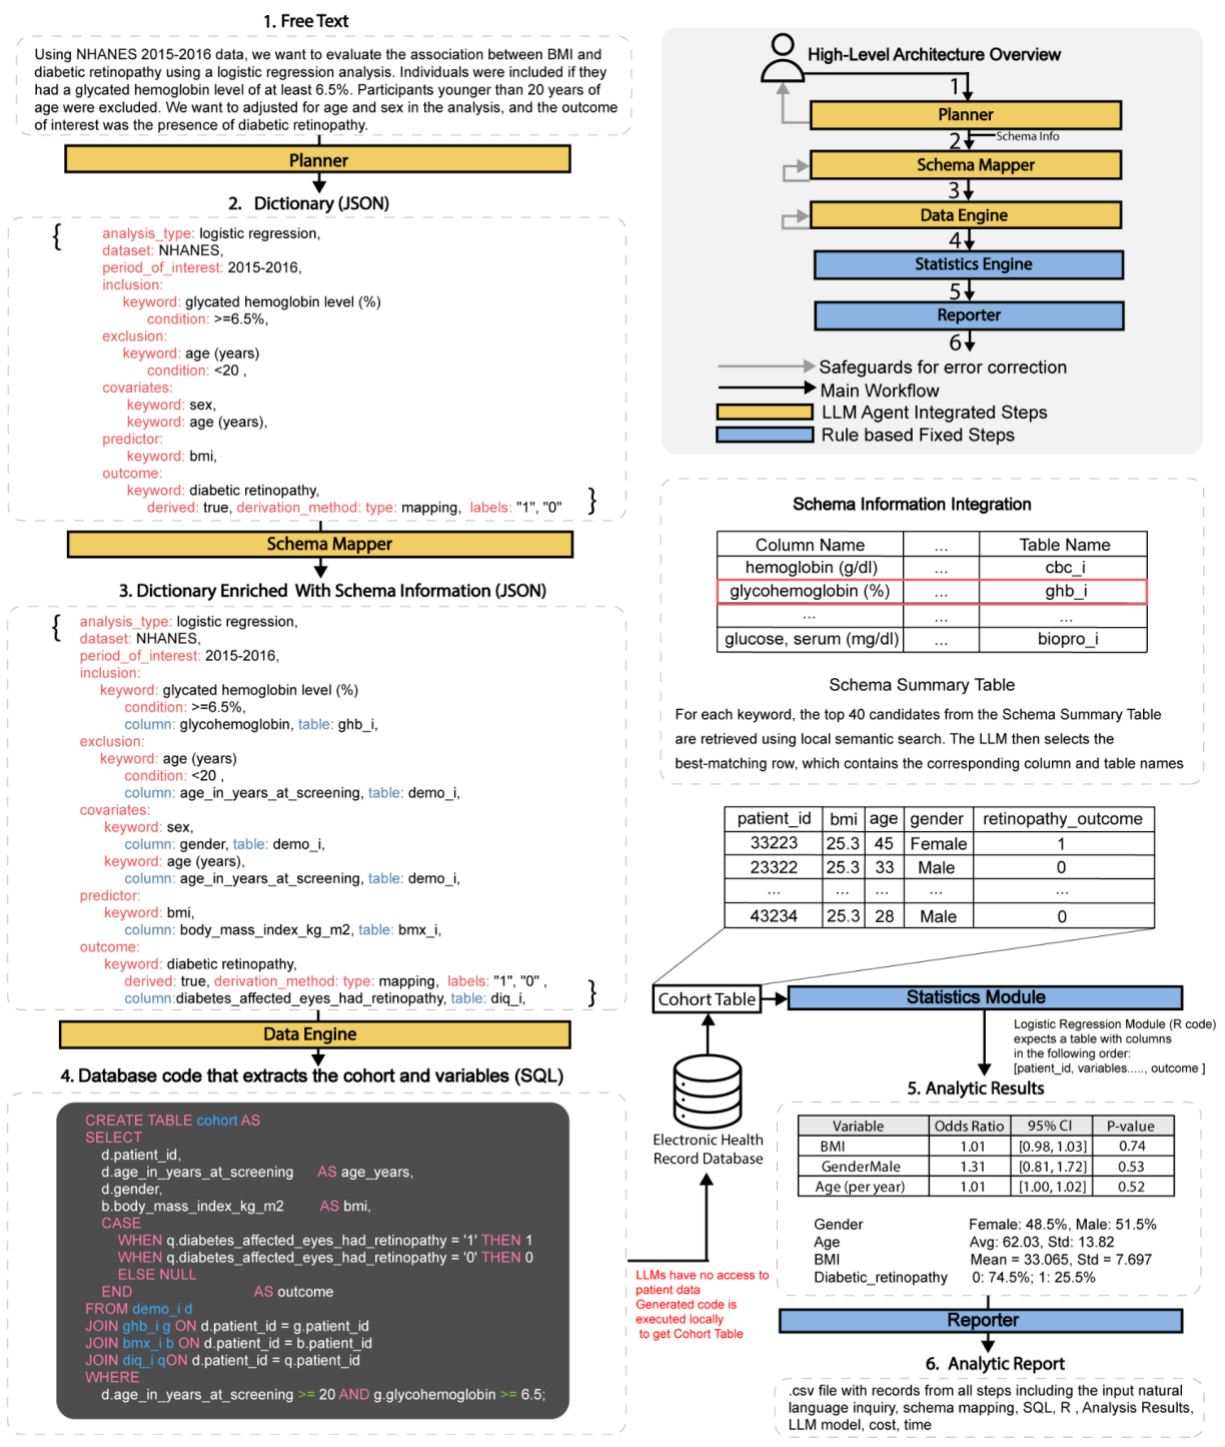 1. Free Text
Using NHANES 2015-2016 data, we want to evaluate the association between BMI and
diabetic retinopathy using a logistic regression analysis. Individuals were included if they
had a glycated hemoglobin level of at least 6.5%. Participants younger than 20 years of
age were excluded. We want to adjusted for age and sex in the analysis, and the outcome
of interest was the presence of diabetic retinopathy.
Planner
2. Dictionary (JSON)
{ analysis_type: logistic regression,
dataset: NHANES,
period_of_interest: 2015-2016,
inclusion:
keyword: glycated hemoglobin level (%)
condition: >=6.5%,
exclusion:
keyword: age (years)
condition: <20 ,
covariates:
keyword: sex,
keyword: age (years),
predictor:
keyword: bmi,
outcome:
keyword: diabetic retinopathy,
derived: true, derivation_method: type: mapping, labels: "1", "0" }
Schema Mapper
3. Dictionary Enriched With Schema Information (JSON)
{ analysis_type: logistic regression,
dataset: NHANES,
period_of_interest: 2015-2016,
inclusion:
keyword: glycated hemoglobin level (%)
condition: >=6.5%,
column: glycohemoglobin, table: ghb_i,
exclusion:
keyword: age (years)
condition: <20 ,
column: age_in_years_at_screening, table: demo_i,
covariates:
keyword: sex,
column: gender, table: demo_i,
keyword: age (years),
column: age_in_years_at_screening, table: demo_i,
predictor:
keyword: bmi,
column: body_mass_index_kg_m2, table: bmx_i,
outcome:
keyword: diabetic retinopathy,
derived: true, derivation_method: type: mapping, labels: "1", "0" ,
column:diabetes_affected_eyes_had_retinopathy, table: diq_i, }
Data Engine
4. Database code that extracts the cohort and variables (SQL)
CREATE TABLE cohort AS
SELECT
d.patient_id,
d.age_in_years_at_screening AS age_years,
d.gender,
b.body_mass_index_kg_m2 AS bmi,
CASE
WHEN q.diabetes_affected_eyes_had_retinopathy = '1' THEN 1
WHEN q.diabetes_affected_eyes_had_retinopathy = '0' THEN 0
ELSE NULL
END AS outcome
FROM demo_i d
JOIN ghb_i g ON d.patient_id = g.patient_id
JOIN bmx_i b ON d.patient_id = b.patient_id
JOIN diq_i qON d.patient_id = q.patient_id
WHERE
d.age_in_years_at_screening >= 20 AND g.glycohemoglobin >= 6.5;
High-Level Architecture Overview
1
Planner
2 Schema Info
Schema Mapper
3
Data Engine
4
Statistics Engine
5
Reporter
6
Safeguards for error correction
Main Workflow
LLM Agent Integrated Steps
Rule based Fixed Steps
Schema Information Integration
Column Name ... Table Name
hemoglobin (g/dl) ... cbc_i
glycohemoglobin (%) ... ghb_i
... ... ...
glucose, serum (mg/dl) ... biopro_i
Schema Summary Table
For each keyword, the top 40 candidates from the Schema Summary Table
are retrieved using local semantic search. The LLM then selects the
best-matching row, which contains the corresponding column and table names
patient_id bmi age gender retinopathy_outcome
33223 25.3 45 Female 1
23322 25.3 33 Male 0
... ... ... ... ...
43234 25.3 28 Male 0
Cohort Table
Statistics Module
Logistic Regression Module (R code)
expects a table with columns
in the following order:
[patient_id, variables....., outcome ]
Electronic Health
Record Database
LLMs have no access to
patient data
Generated code is
executed locally
to get Cohort Table
5. Analytic Results
Variable Odds Ratio 95% CI P-value
BMI 1.01 [0.98, 1.03] 0.74
GenderMale 1.31 [0.81, 1.72] 0.53
Age (per year) 1.01 [1.00, 1.02] 0.52
Gender Female: 48.5%, Male: 51.5%
Age Avg: 62.03, Std: 13.82
BMI Mean = 33.065, Std = 7.697
Diabetic_retinopathy 0: 74.5%; 1: 25.5%
Reporter
6. Analytic Report
.csv file with records from all steps including the input natural
language inquiry, schema mapping, SQL, R , Analysis Results,
LLM model, cost, time